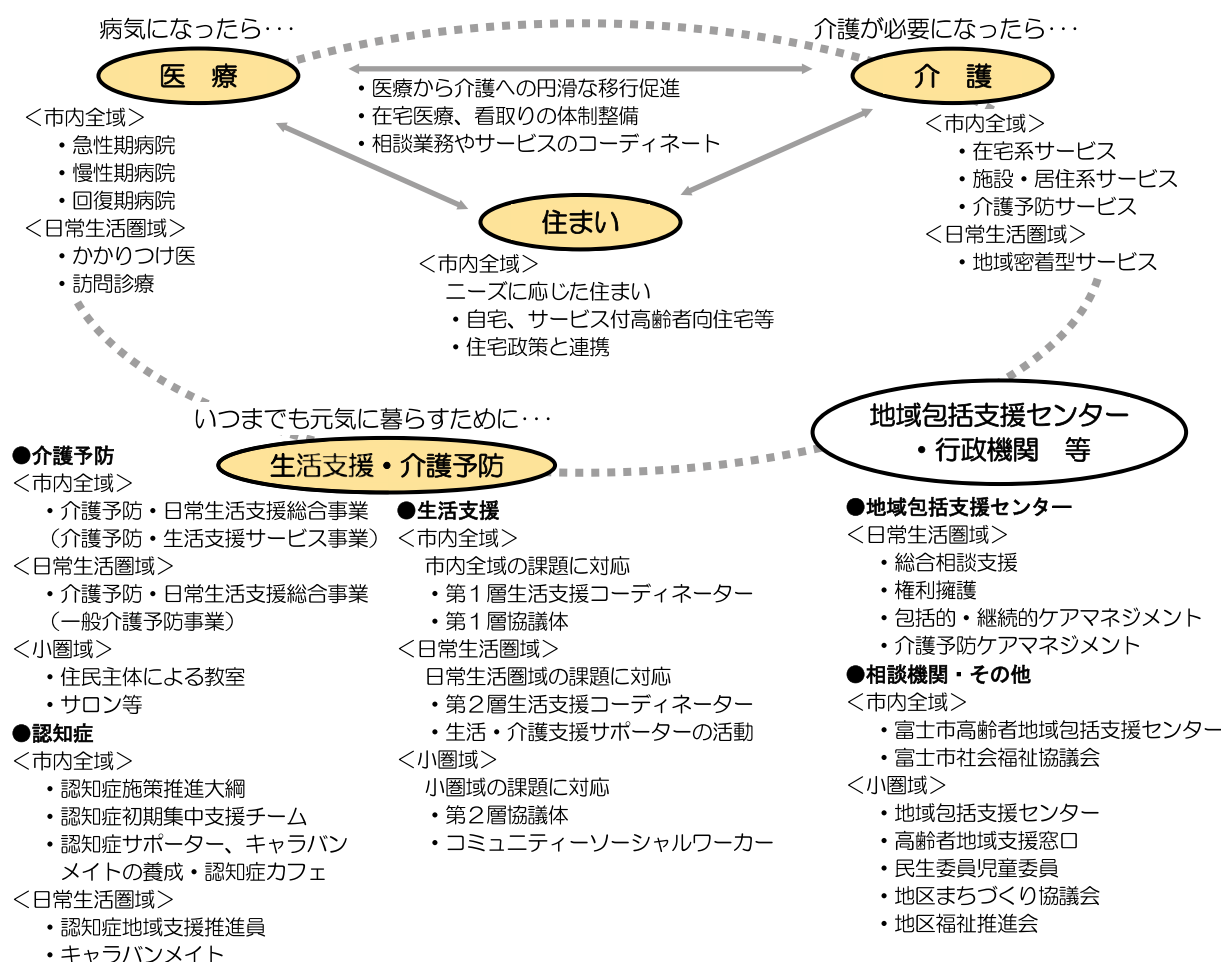 病気になったら･･･
医　療
＜市内全域＞
・急性期病院
・慢性期病院
・回復期病院
＜日常生活圏域＞
・かかりつけ医
・訪問診療
・医療から介護への円滑な移行促進
・在宅医療、看取りの体制整備
・相談業務やサービスのコーディネート
介護が必要になったら･･･
介　護
＜市内全域＞
・在宅系サービス
・施設・居住系サービス
・介護予防サービス
＜日常生活圏域＞
・地域密着型サービス
住まい
＜市内全域＞
ニーズに応じた住まい
・自宅、サービス付高齢者向住宅等
・住宅政策と連携
いつまでも元気に暮らすために･･･
生活支援・介護予防
●介護予防
＜市内全域＞
・介護予防・日常生活支援総合事業
（介護予防・生活支援サービス事業）
＜日常生活圏域＞
・介護予防・日常生活支援総合事業
（一般介護予防事業）
＜小圏域＞
・住民主体による教室
・サロン等
●認知症
＜市内全域＞
・認知症施策推進大綱
・認知症初期集中支援チーム
・認知症サポーター、キャラバン
メイトの養成・認知症カフェ
＜日常生活圏域＞
・認知症地域支援推進員
・キャラバンメイト
●生活支援
＜市内全域＞
市内全域の課題に対応
・第１層生活支援コーディネーター
・第１層協議体
＜日常生活圏域＞
日常生活圏域の課題に対応
・第２層生活支援コーディネーター
・生活・介護支援サポーターの活動
＜小圏域＞
小圏域の課題に対応
・第２層協議体
・コミュニティーソーシャルワーカー
地域包括支援センター
・行政機関　等
●地域包括支援センター
＜日常生活圏域＞
・総合相談支援
・権利擁護
・包括的・継続的ケアマネジメント
・介護予防ケアマネジメント
●相談機関・その他
＜市内全域＞
・富士市高齢者地域包括支援センター
・富士市社会福祉協議会
＜小圏域＞
・地域包括支援センター
・高齢者地域支援窓口
・民生委員児童委員
・地区まちづくり協議会
・地区福祉推進会